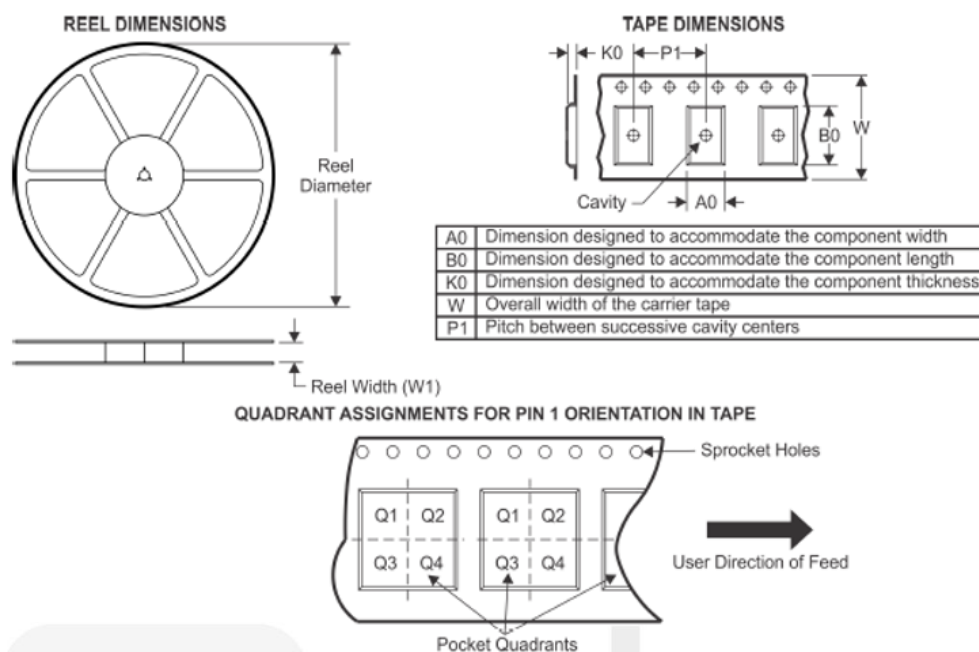 REEL DIMENSIONS
Reel
Diameter
Reel Width (W1)
TAPE DIMENSIONS
K0 P1
B0 W
Cavity
A0
A0 Dimension designed to accommodate the component width
B0 Dimension designed to accommodate the component length
K0 Dimension designed to accommodate the component thickness
W Overall width of the carrier tape
P1 Pitch between successive cavity centers
QUADRANT ASSIGNMENTS FOR PIN 1 ORIENTATION IN TAPE
Sprocket Holes
Q1 Q2 Q1 Q2
Q3 Q4 Q3 Q4
User Direction of Feed
Pocket Quadrants